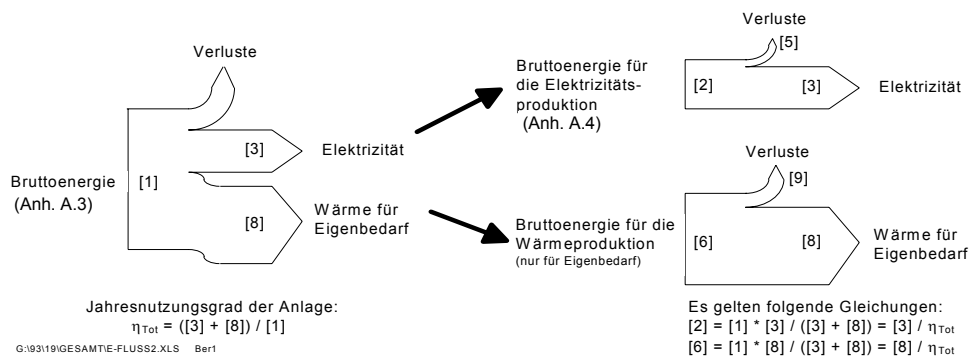 Verluste
[3]
Elektrizität
Bruttoenergie
(Anh. A.3)
[1]
[8]
Wärme für
Eigenbedarf
Jahresnutzungsgrad der Anlage:
ηTot = ([3] + [8]) / [1]
G:\93\19\GESAMT\E-FLUSS2.XLS Ber1
Bruttoenergie für
die Elektrizitäts-
produktion
(Anh. A.4)
Verluste
[5]
[2]
[3]
Elektrizität
Bruttoenergie für die
Wärmeproduktion
(nur für Eigenbedarf)
Verluste
[9]
[6]
[8]
Wärme für
Eigenbedarf
Es gelten folgende Gleichungen:
[2] = [1] * [3] / ([3] + [8]) = [3] / ηTot
[6] = [1] * [8] / ([3] + [8]) = [8] / ηTot